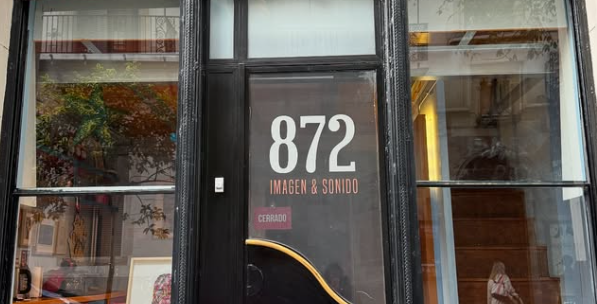 872
IMAGEN & SONIDO
CERRADO